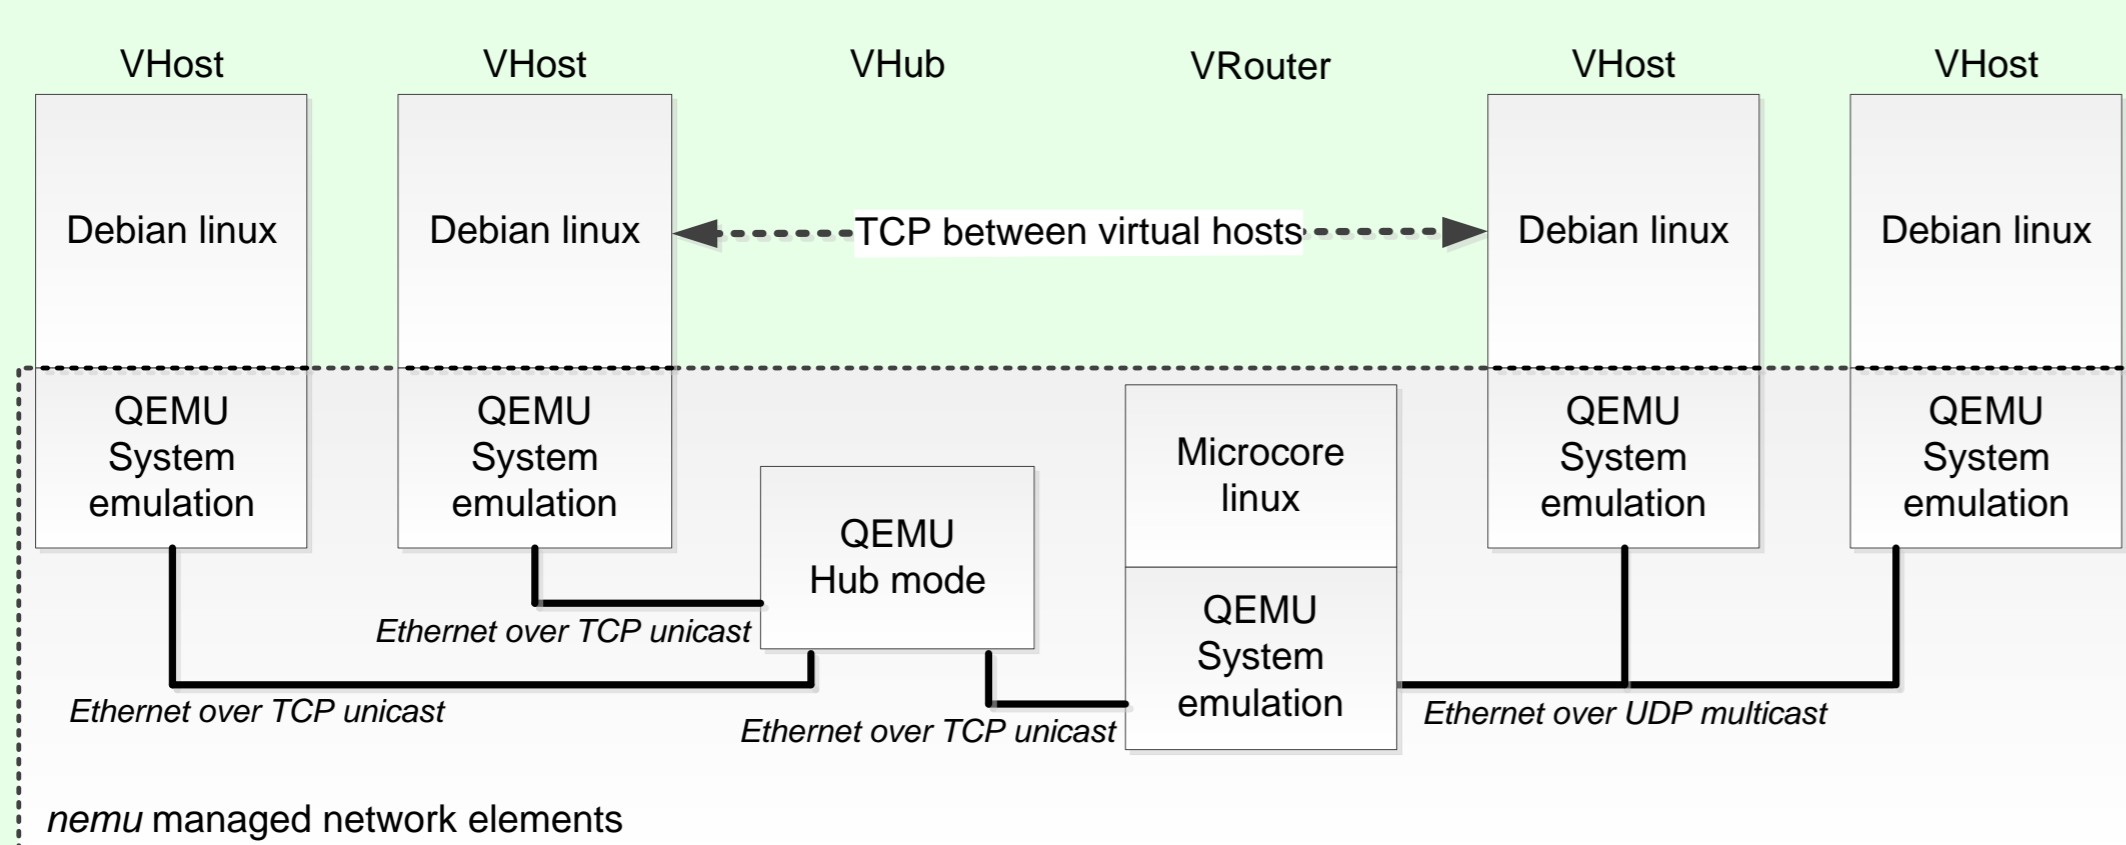 VHost
VHost
VHub
VRouter
VHost
VHost
Debian linux
Debian linux
TCP between virtual hosts
Debian linux
Debian linux
QEMU
System
emulation
QEMU
System
emulation
QEMU
Hub mode
Microcore
linux
QEMU
System
emulation
QEMU
System
emulation
QEMU
System
emulation
Ethernet over TCP unicast
Ethernet over TCP unicast
Ethernet over TCP unicast
Ethernet over UDP multicast
nemu managed network elements